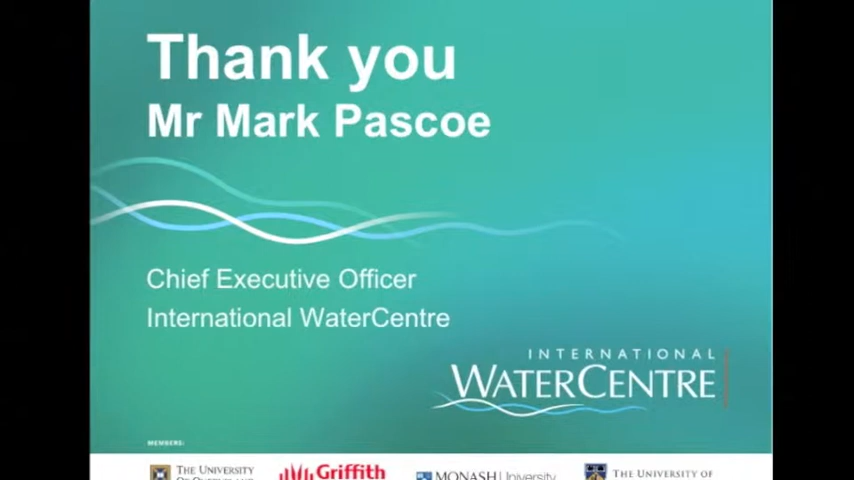 Thank you
Mr Mark Pascoe
Chief Executive Officer
International WaterCentre
INTERNATIONAL
WATERCENTRE
MEMBERS:
THE UNIVERSITY
Griffith
MONASH University
THE UNIVERSITY OF